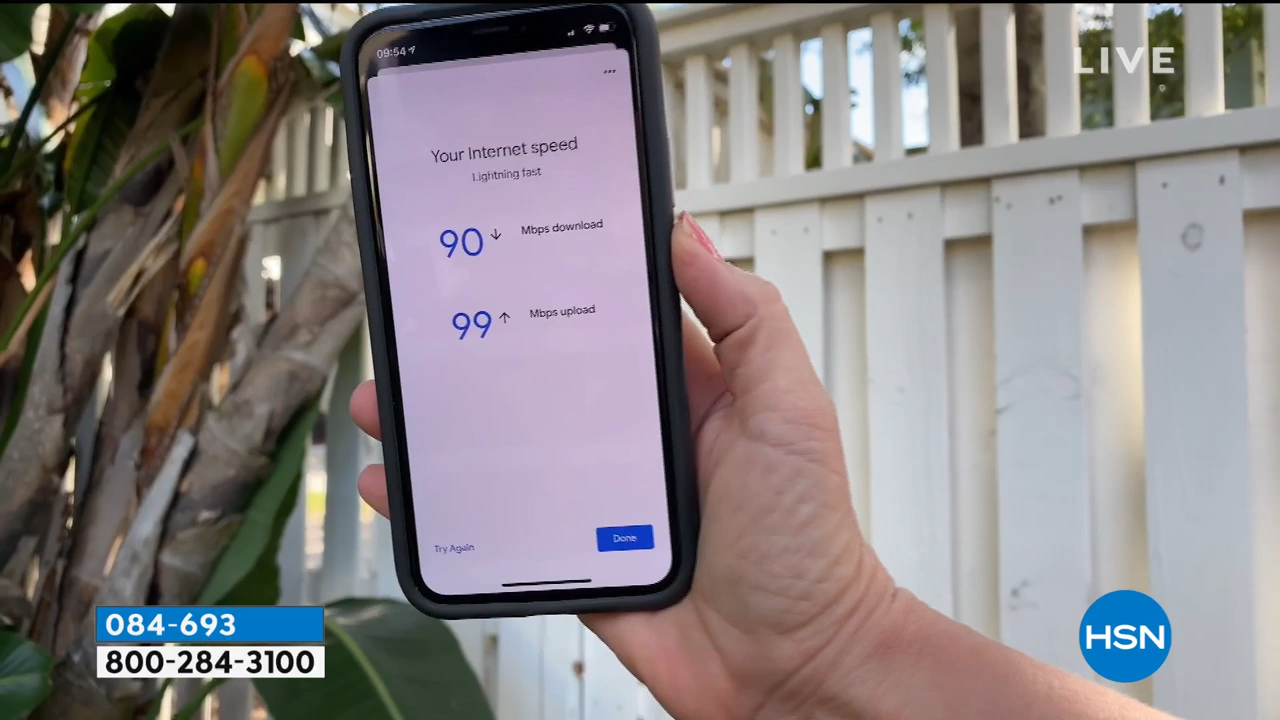 LIVE
09:54
Your Internet speed
Lightning fast
90 ↓ Mbps download
99 ↑ Mbps upload
Try Again
Done
084-693
800-284-3100
HSN